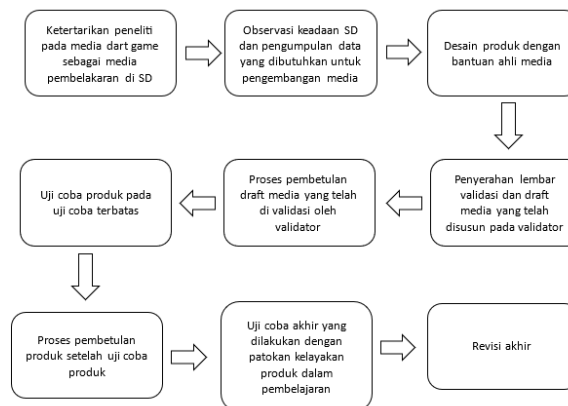 Ketertarikan peneliti
pada media dart game
sebagai media
pembelakaran di SD
Observasi keadaan SD
dan pengumpulan data
yang dibutuhkan untuk
pengembangan media
Desain produk dengan
bantuan ahli media
Penyerahan lembar
validasi dan draft
media yang telah
disusun pada validator
Proses pembetulan
draft media yang telah
di validasi oleh
validator
Uji coba produk pada
uji coba terbatas
Proses pembetulan
produk setelah uji coba
produk
Uji coba akhir yang
dilakukan dengan
patokan kelayakan
produk dalam
pembelajaran
Revisi akhir